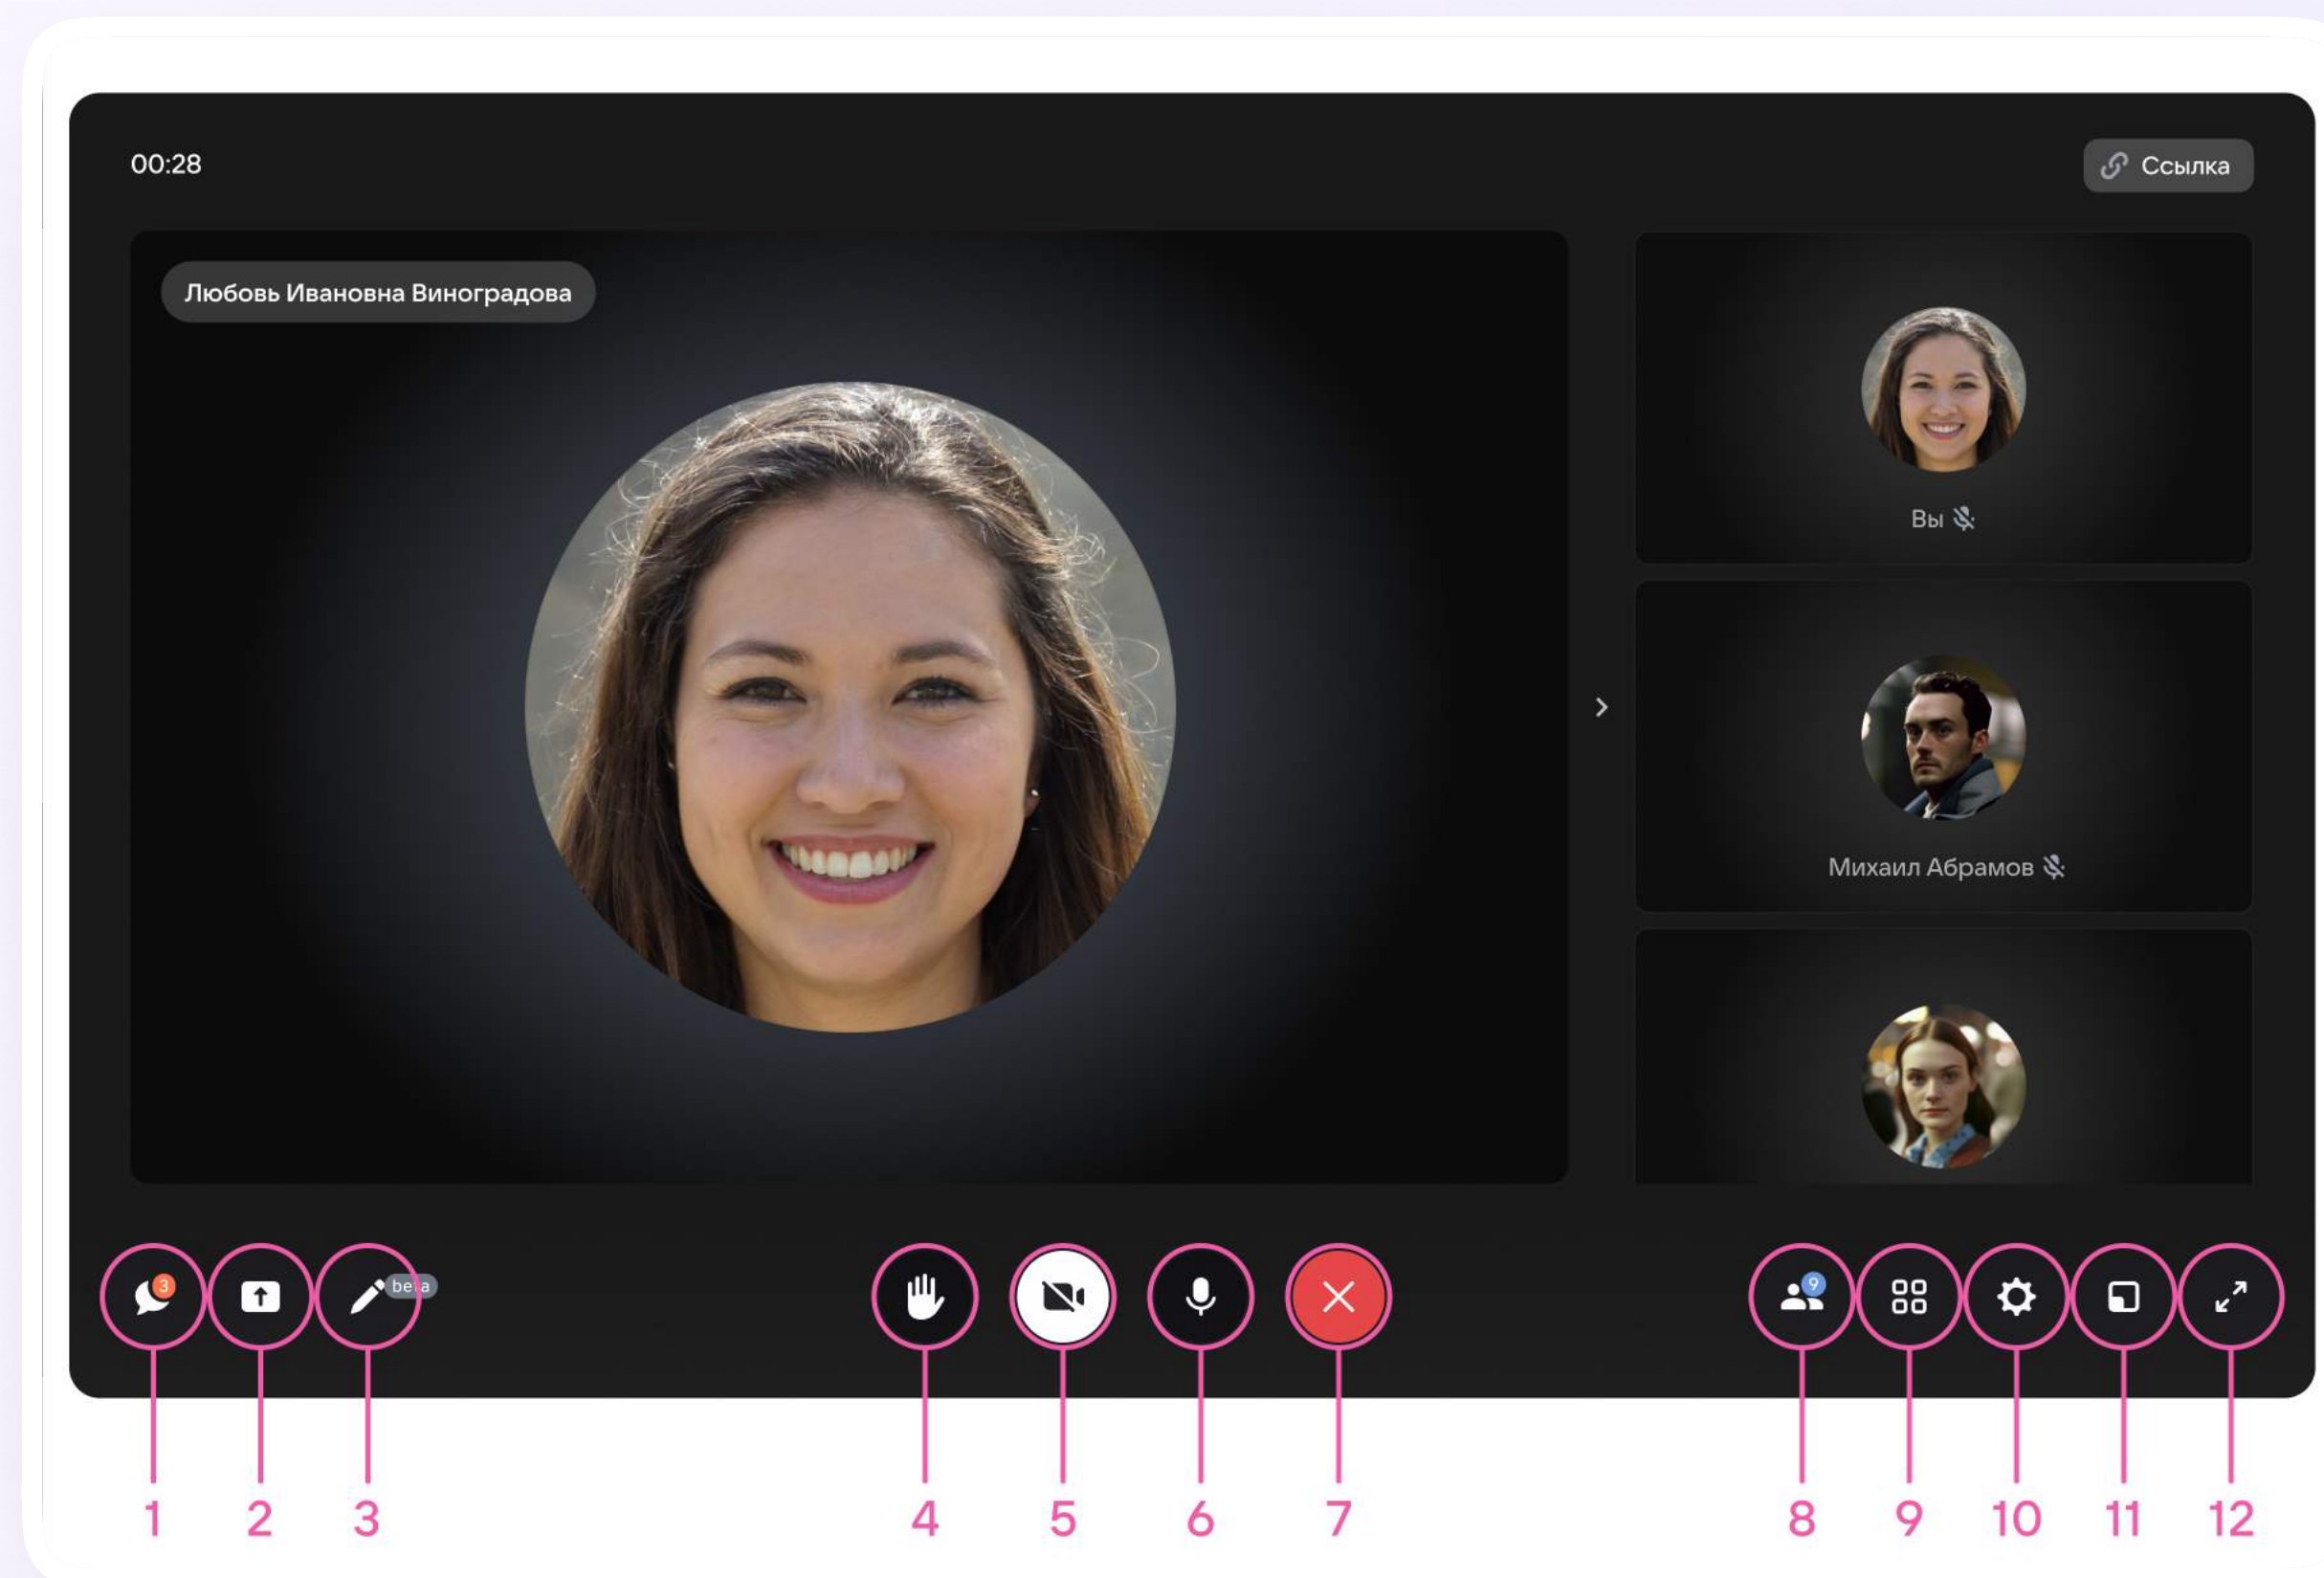 00:28
Ссылка
Любовь Ивановна Виноградова
Вы
Михаил Абрамов
3
beta
9
1 2 3 4 5 6 7 8 9 10 11 12